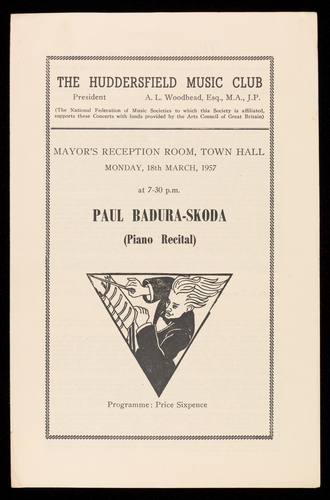 THE HUDDERSFIELD MUSIC CLUB
President A. L. Woodhead, Esq., M.A., J.P.
(The National Federation of Music Societies to which this Society is affiliated,
supports these Concerts with funds provided by the Arts Council of Great Britain)
MAYOR'S RECEPTION ROOM, TOWN HALL
MONDAY, 18th MARCH, 1957
at 7-30 p.m.
PAUL BADURA-SKODA
(Piano Recital)
Programme: Price Sixpence